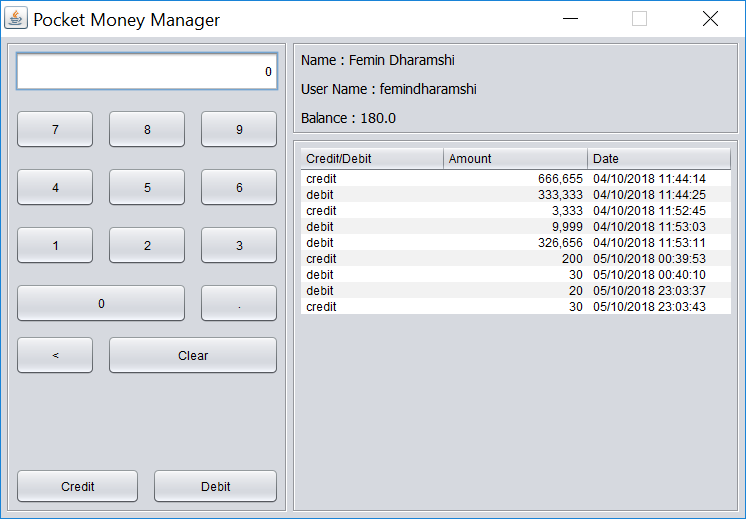 Pocket Money Manager
0
7 8 9
4 5 6
1 2 3
0 .
< Clear
Credit Debit
Name : Femin Dharamshi
User Name : femindharamshi
Balance : 180.0
Credit/Debit Amount Date
credit 666,655 04/10/2018 11:44:14
debit 333,333 04/10/2018 11:44:25
credit 3,333 04/10/2018 11:52:45
debit 9,999 04/10/2018 11:53:03
debit 326,656 04/10/2018 11:53:11
credit 200 05/10/2018 00:39:53
debit 30 05/10/2018 00:40:10
debit 20 05/10/2018 23:03:37
credit 30 05/10/2018 23:03:43